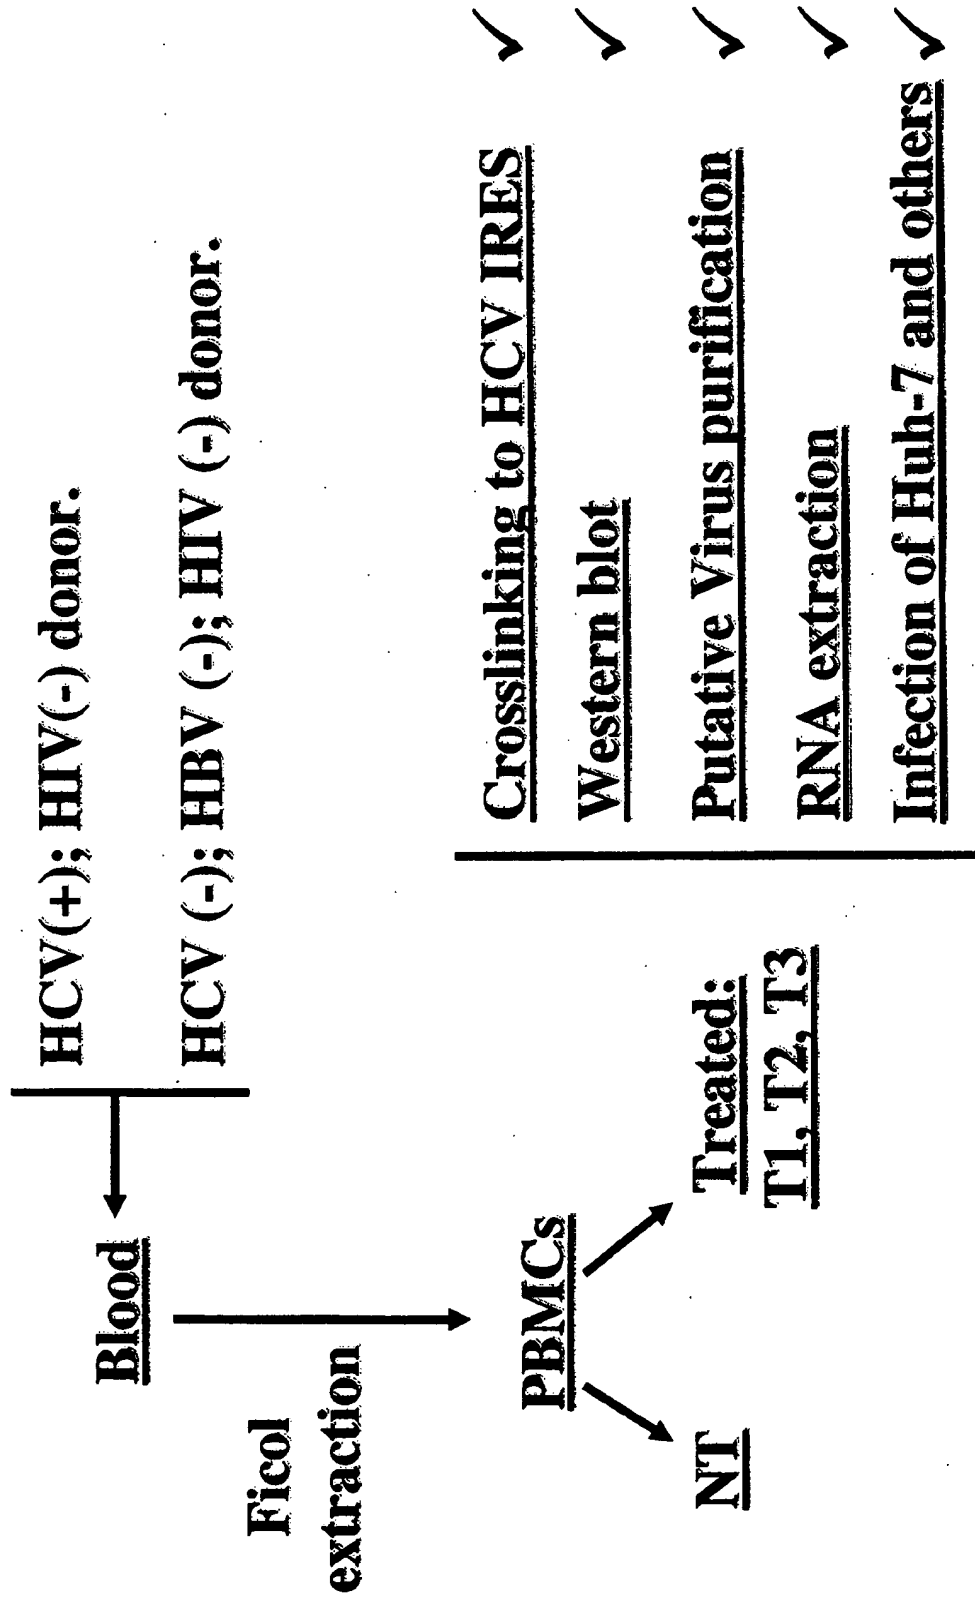 HCV(+); HIV(-) donor.
HCV (-); HBV (-); HIV (-) donor.
Blood
Ficol
extraction
PBMCs
NT
Treated:
T1, T2, T3
Crosslinking to HCV IRES ✓
Western blot ✓
Putative Virus purification ✓
RNA extraction ✓
Infection of Huh-7 and others ✓